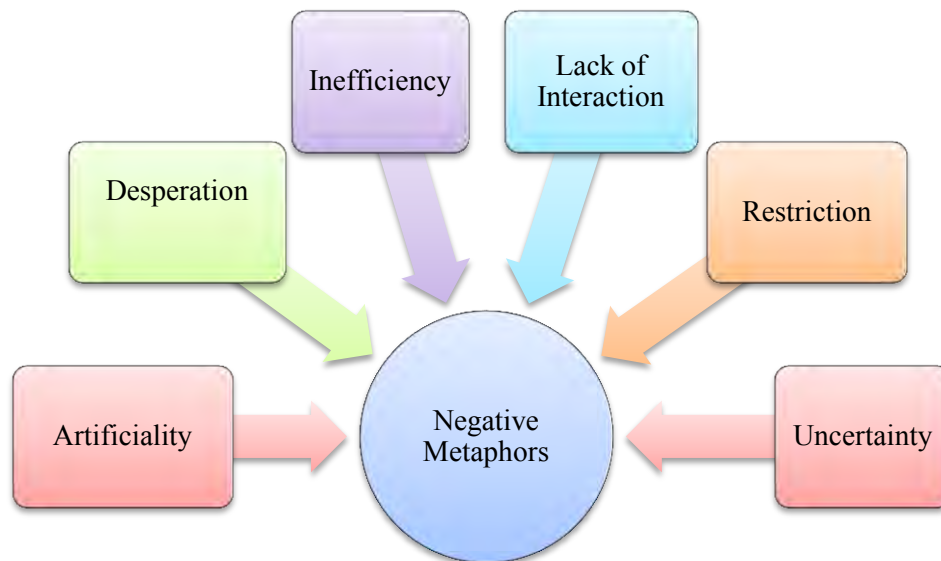 Inefficiency
Lack of
Interaction
Desperation
Restriction
Artificiality
Negative
Metaphors
Uncertainty